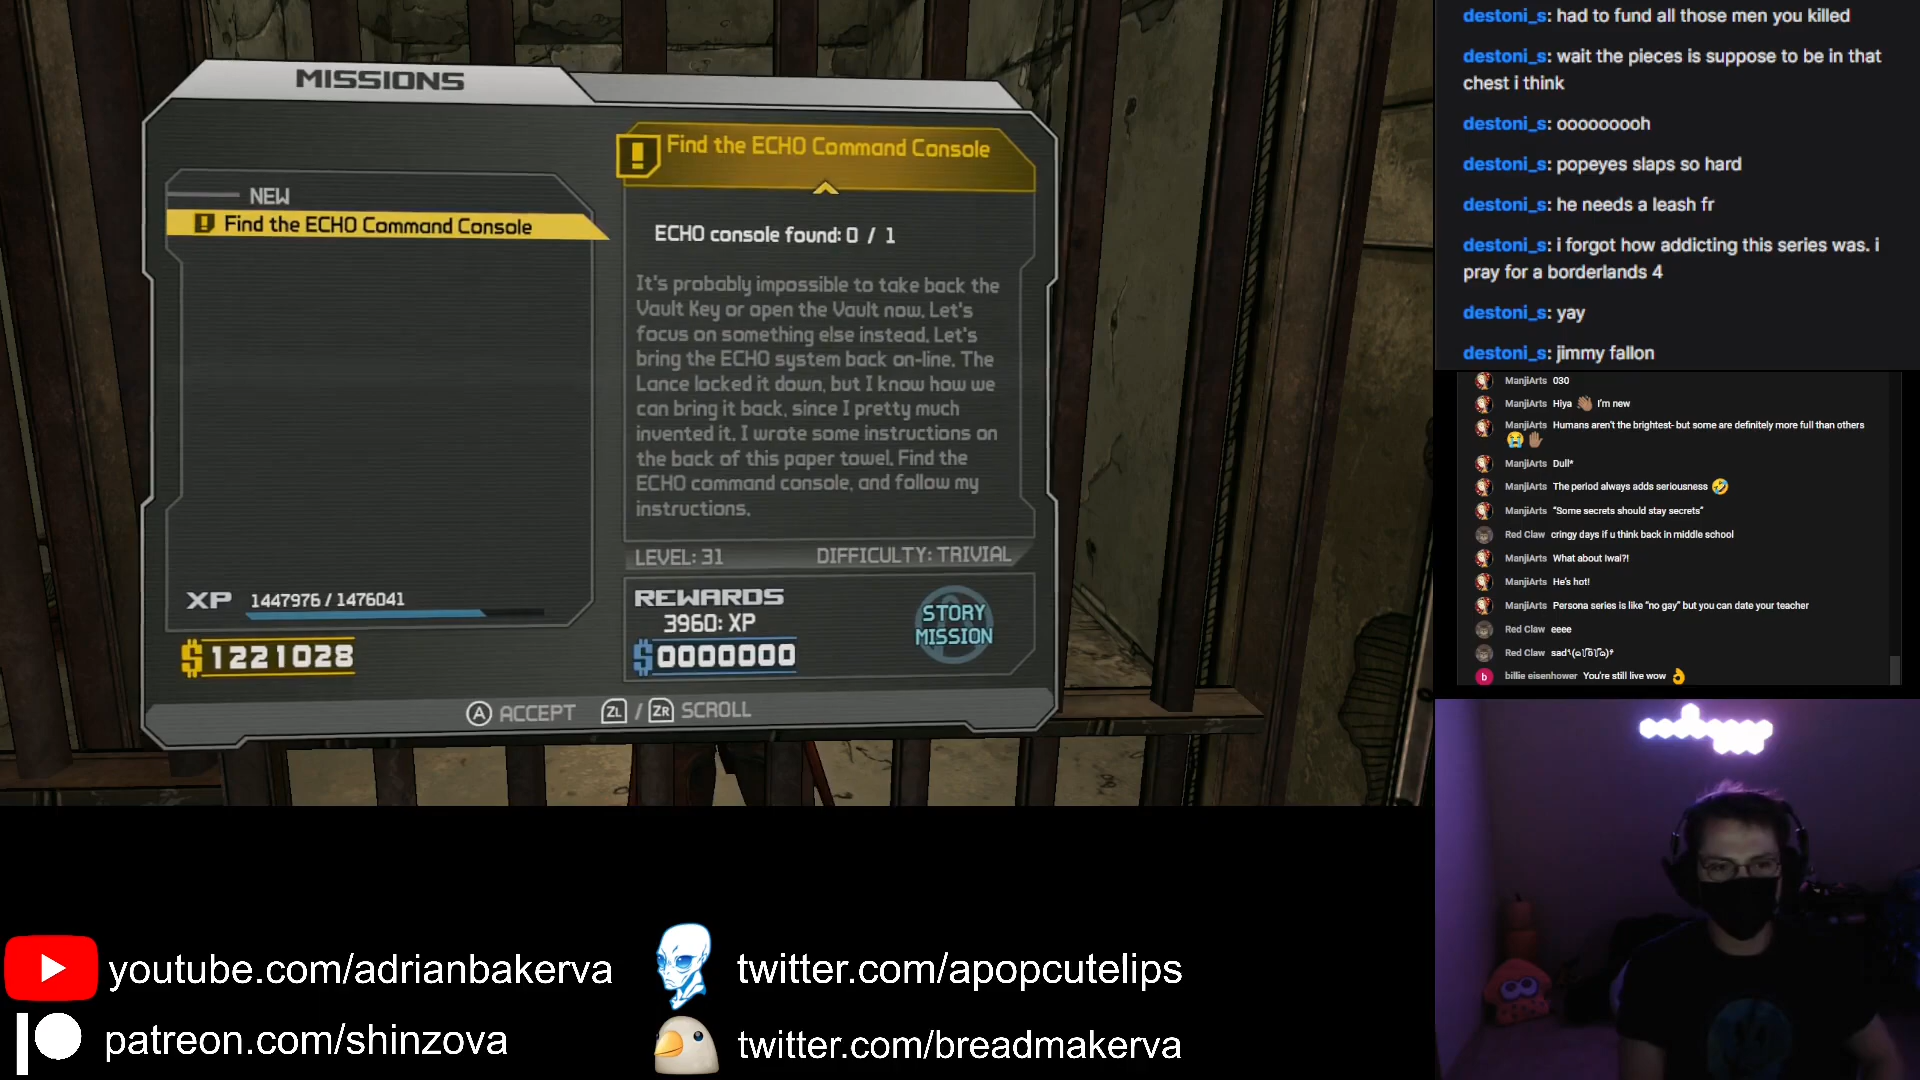 MISSIONS
NEW
Find the ECHO Command Console
XP 1447976 / 1476041
$1221028
Find the ECHO Command Console
ECHO console found: 0 / 1
It's probably impossible to take back the
Vault Key or open the Vault now. Let's
focus on something else instead. Let's
bring the ECHO system back on-line. The
Lance locked it down, but I know how we
can bring it back, since I pretty much
invented it. I wrote some instructions on
the back of this paper towel. Find the
ECHO command console, and follow my
instructions.
LEVEL: 31 DIFFICULTY: TRIVIAL
REWARDS
3960: XP
$0000000
STORY
MISSION
A ACCEPT ZL / ZR SCROLL
destoni_s: had to fund all those men you killed
destoni_s: wait the pieces is suppose to be in that
chest i think
destoni_s: ooooooooh
destoni_s: popeyes slaps so hard
destoni_s: he needs a leash fr
destoni_s: i forgot how addicting this series was. i
pray for a borderlands 4
destoni_s: yay
destoni_s: jimmy fallon
ManjiArts 030
ManjiArts Hiya 👋🏽 I'm new
ManjiArts Humans aren't the brightest- but some are definitely more full than others
😭🤚🏽
ManjiArts Dull*
ManjiArts The period always adds seriousness 🤣
ManjiArts “Some secrets should stay secrets”
Red Claw cringy days if u think back in middle school
ManjiArts What about Iwai?!
ManjiArts He's hot!
ManjiArts Persona series is like “no gay” but you can date your teacher
Red Claw eeee
Red Claw
b billie eisenhower You're still live wow 👌
youtube.com/adrianbakerva
twitter.com/apopcutelips
patreon.com/shinzova
twitter.com/breadmakerva